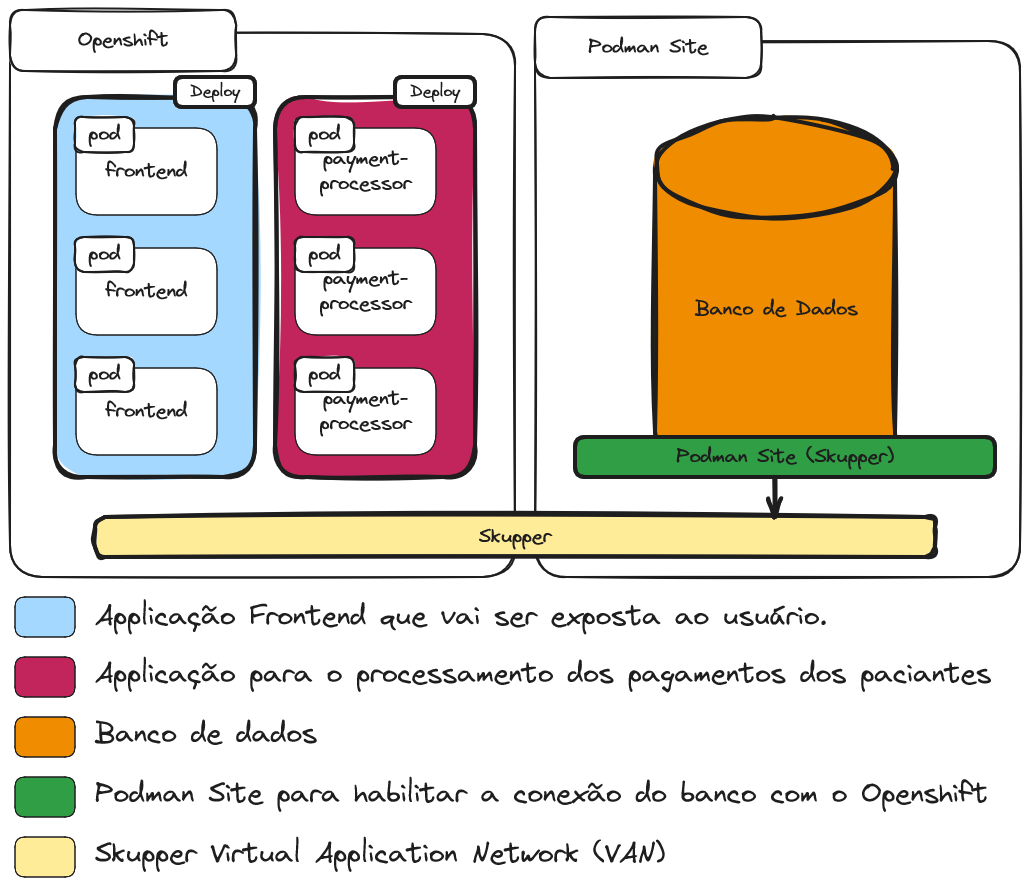 Openshift
Podman Site
Deploy
Deploy
pod
frontend
pod
payment-
processor
pod
frontend
pod
payment-
processor
pod
frontend
pod
payment-
processor
Banco de Dados
Podman Site (Skupper)
Skupper
Applicação Frontend que vai ser exposta ao usuário.
Applicação para o processamento dos pagamentos dos paciantes
Banco de dados
Podman Site para habilitar a conexão do banco com o Openshift
Skupper Virtual Application Network (VAN)